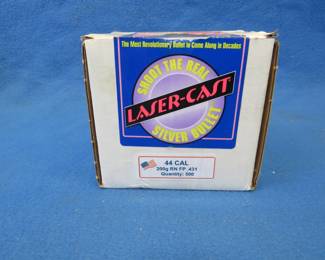 The Most Revolutionary Bullet to Come Along in Decades
SHOOT THE REAL
LASER-CAST
SILVER BULLET
44 CAL
200g RN FP .431
Quantity: 500